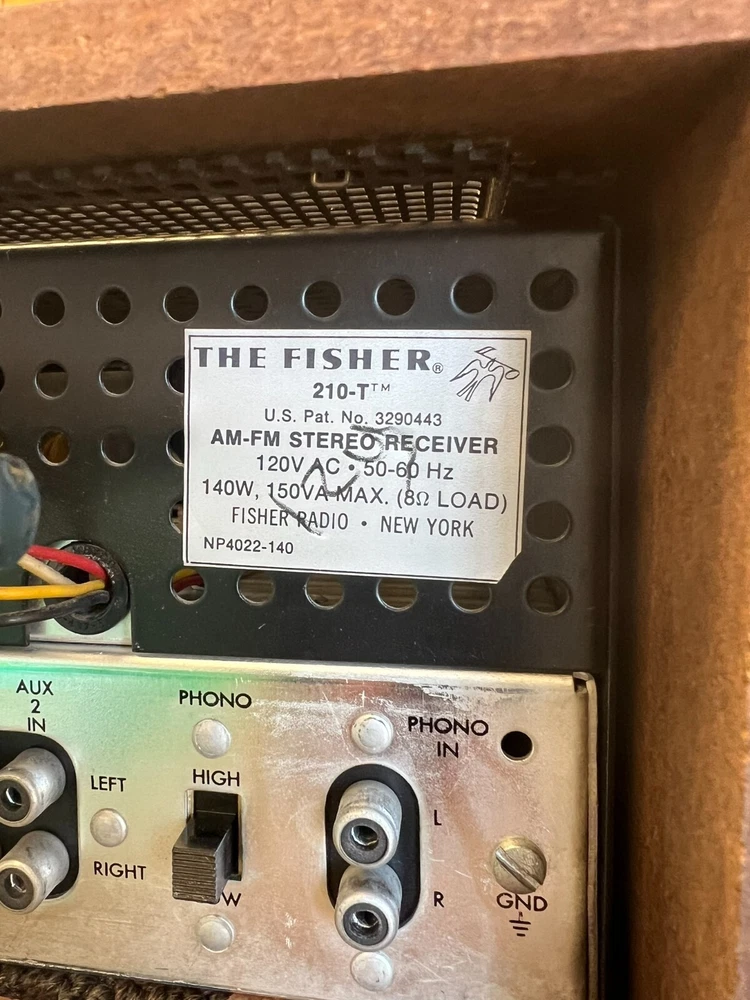 THE FISHER®
210-T™
U.S. Pat. No. 3290443
AM-FM STEREO RECEIVER
120V AC • 50-60 Hz
140W, 150VA MAX. (8Ω LOAD)
FISHER RADIO • NEW YORK
NP4022-140
AUX
2
IN
LEFT
RIGHT
PHONO
HIGH
W
PHONO
IN
L
R
GND